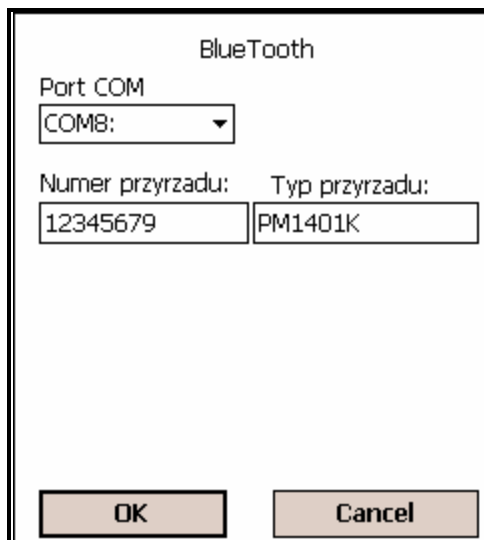 BlueTooth
Port COM
COM8:
Numer przyrzadu: Typ przyrzadu:
12345679 PM1401K
OK Cancel